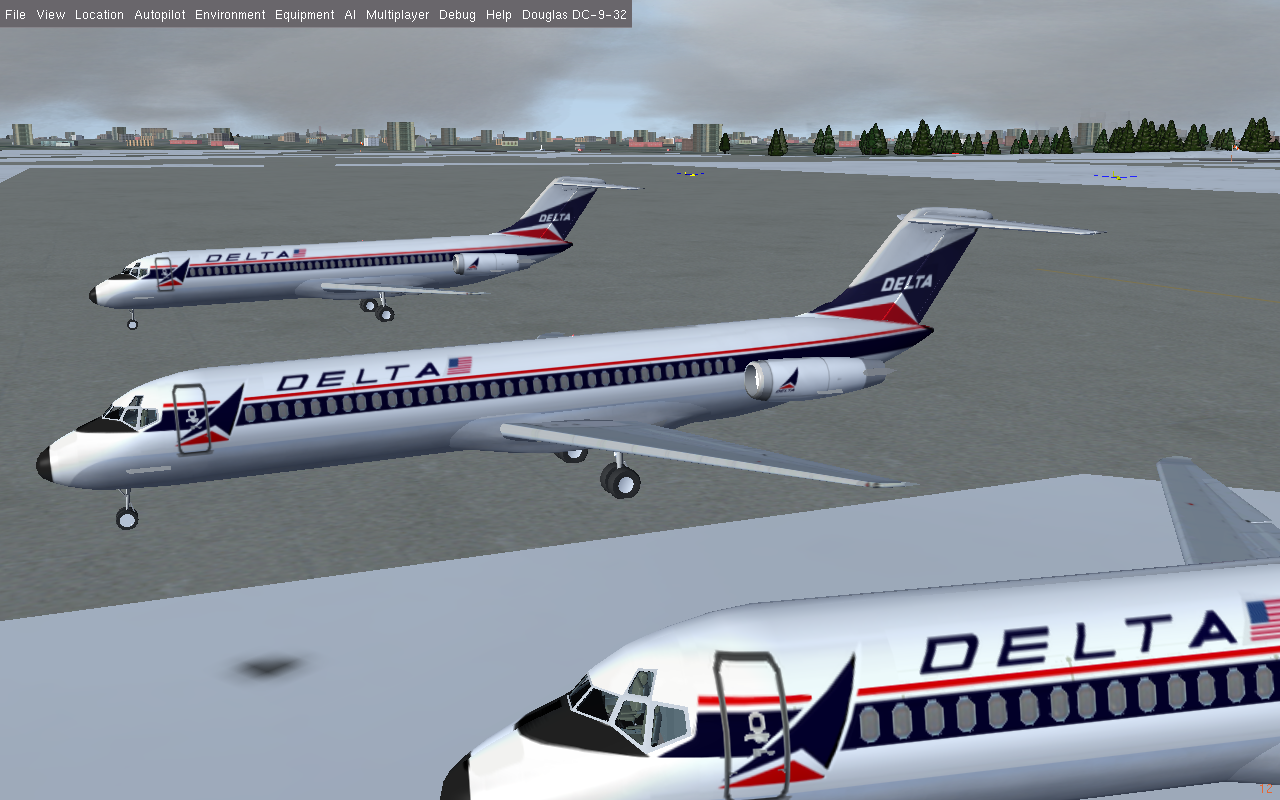 File View Location Autopilot Environment Equipment AI Multiplayer Debug Help Douglas DC-9-32
DELTA
DELTA
DELTA
DELTA
DELTA
12